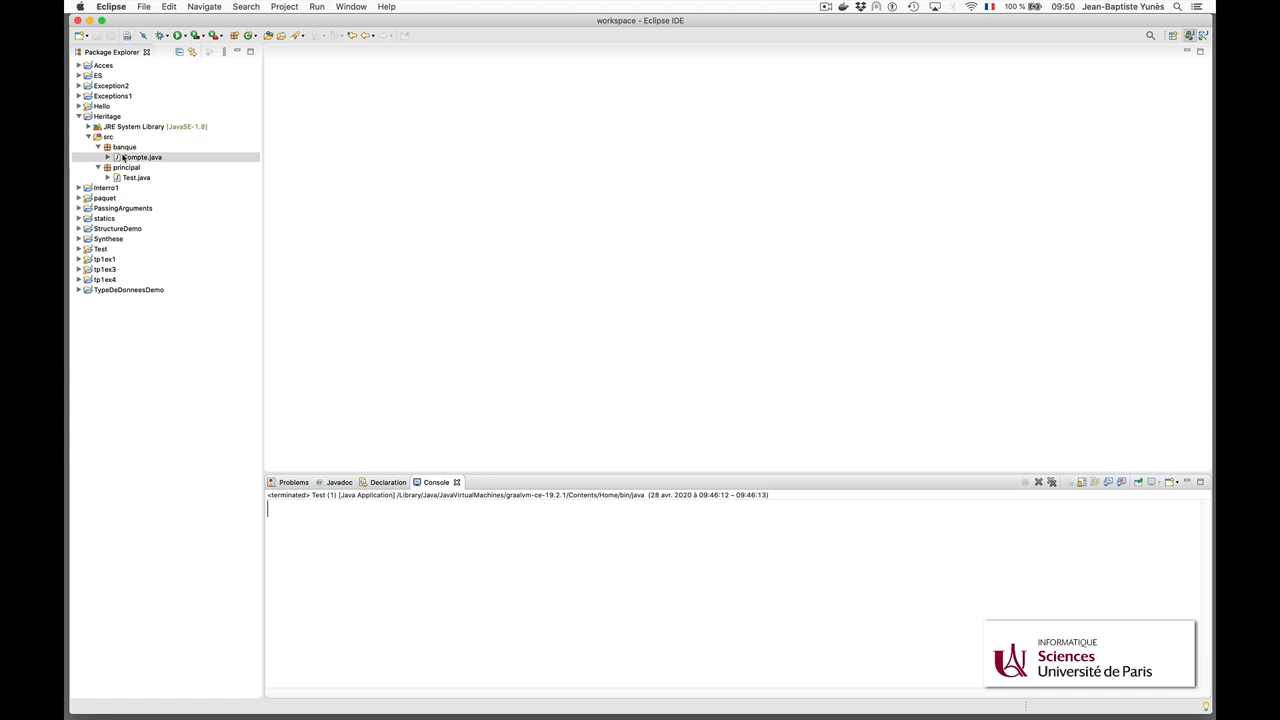 Eclipse File Edit Navigate Search Project Run Window Help 100 % 09:50 Jean-Baptiste Yunès
workspace - Eclipse IDE
Package Explorer
Acces
ES
Exception2
Exceptions1
Hello
Heritage
JRE System Library [JavaSE-1.8]
src
banque
Compte.java
principal
Test.java
Interro1
paquet
PassingArguments
statics
StructureDemo
Synthese
Test
tp1ex1
tp1ex3
tp1ex4
TypeDeDonneesDemo
Problems Javadoc Declaration Console
<terminated> Test (1) [Java Application] /Library/Java/JavaVirtualMachines/graalvm-ce-19.2.1/Contents/Home/bin/java (28 avr. 2020 à 09:46:12 – 09:46:13)
INFORMATIQUE
Sciences
Université de Paris